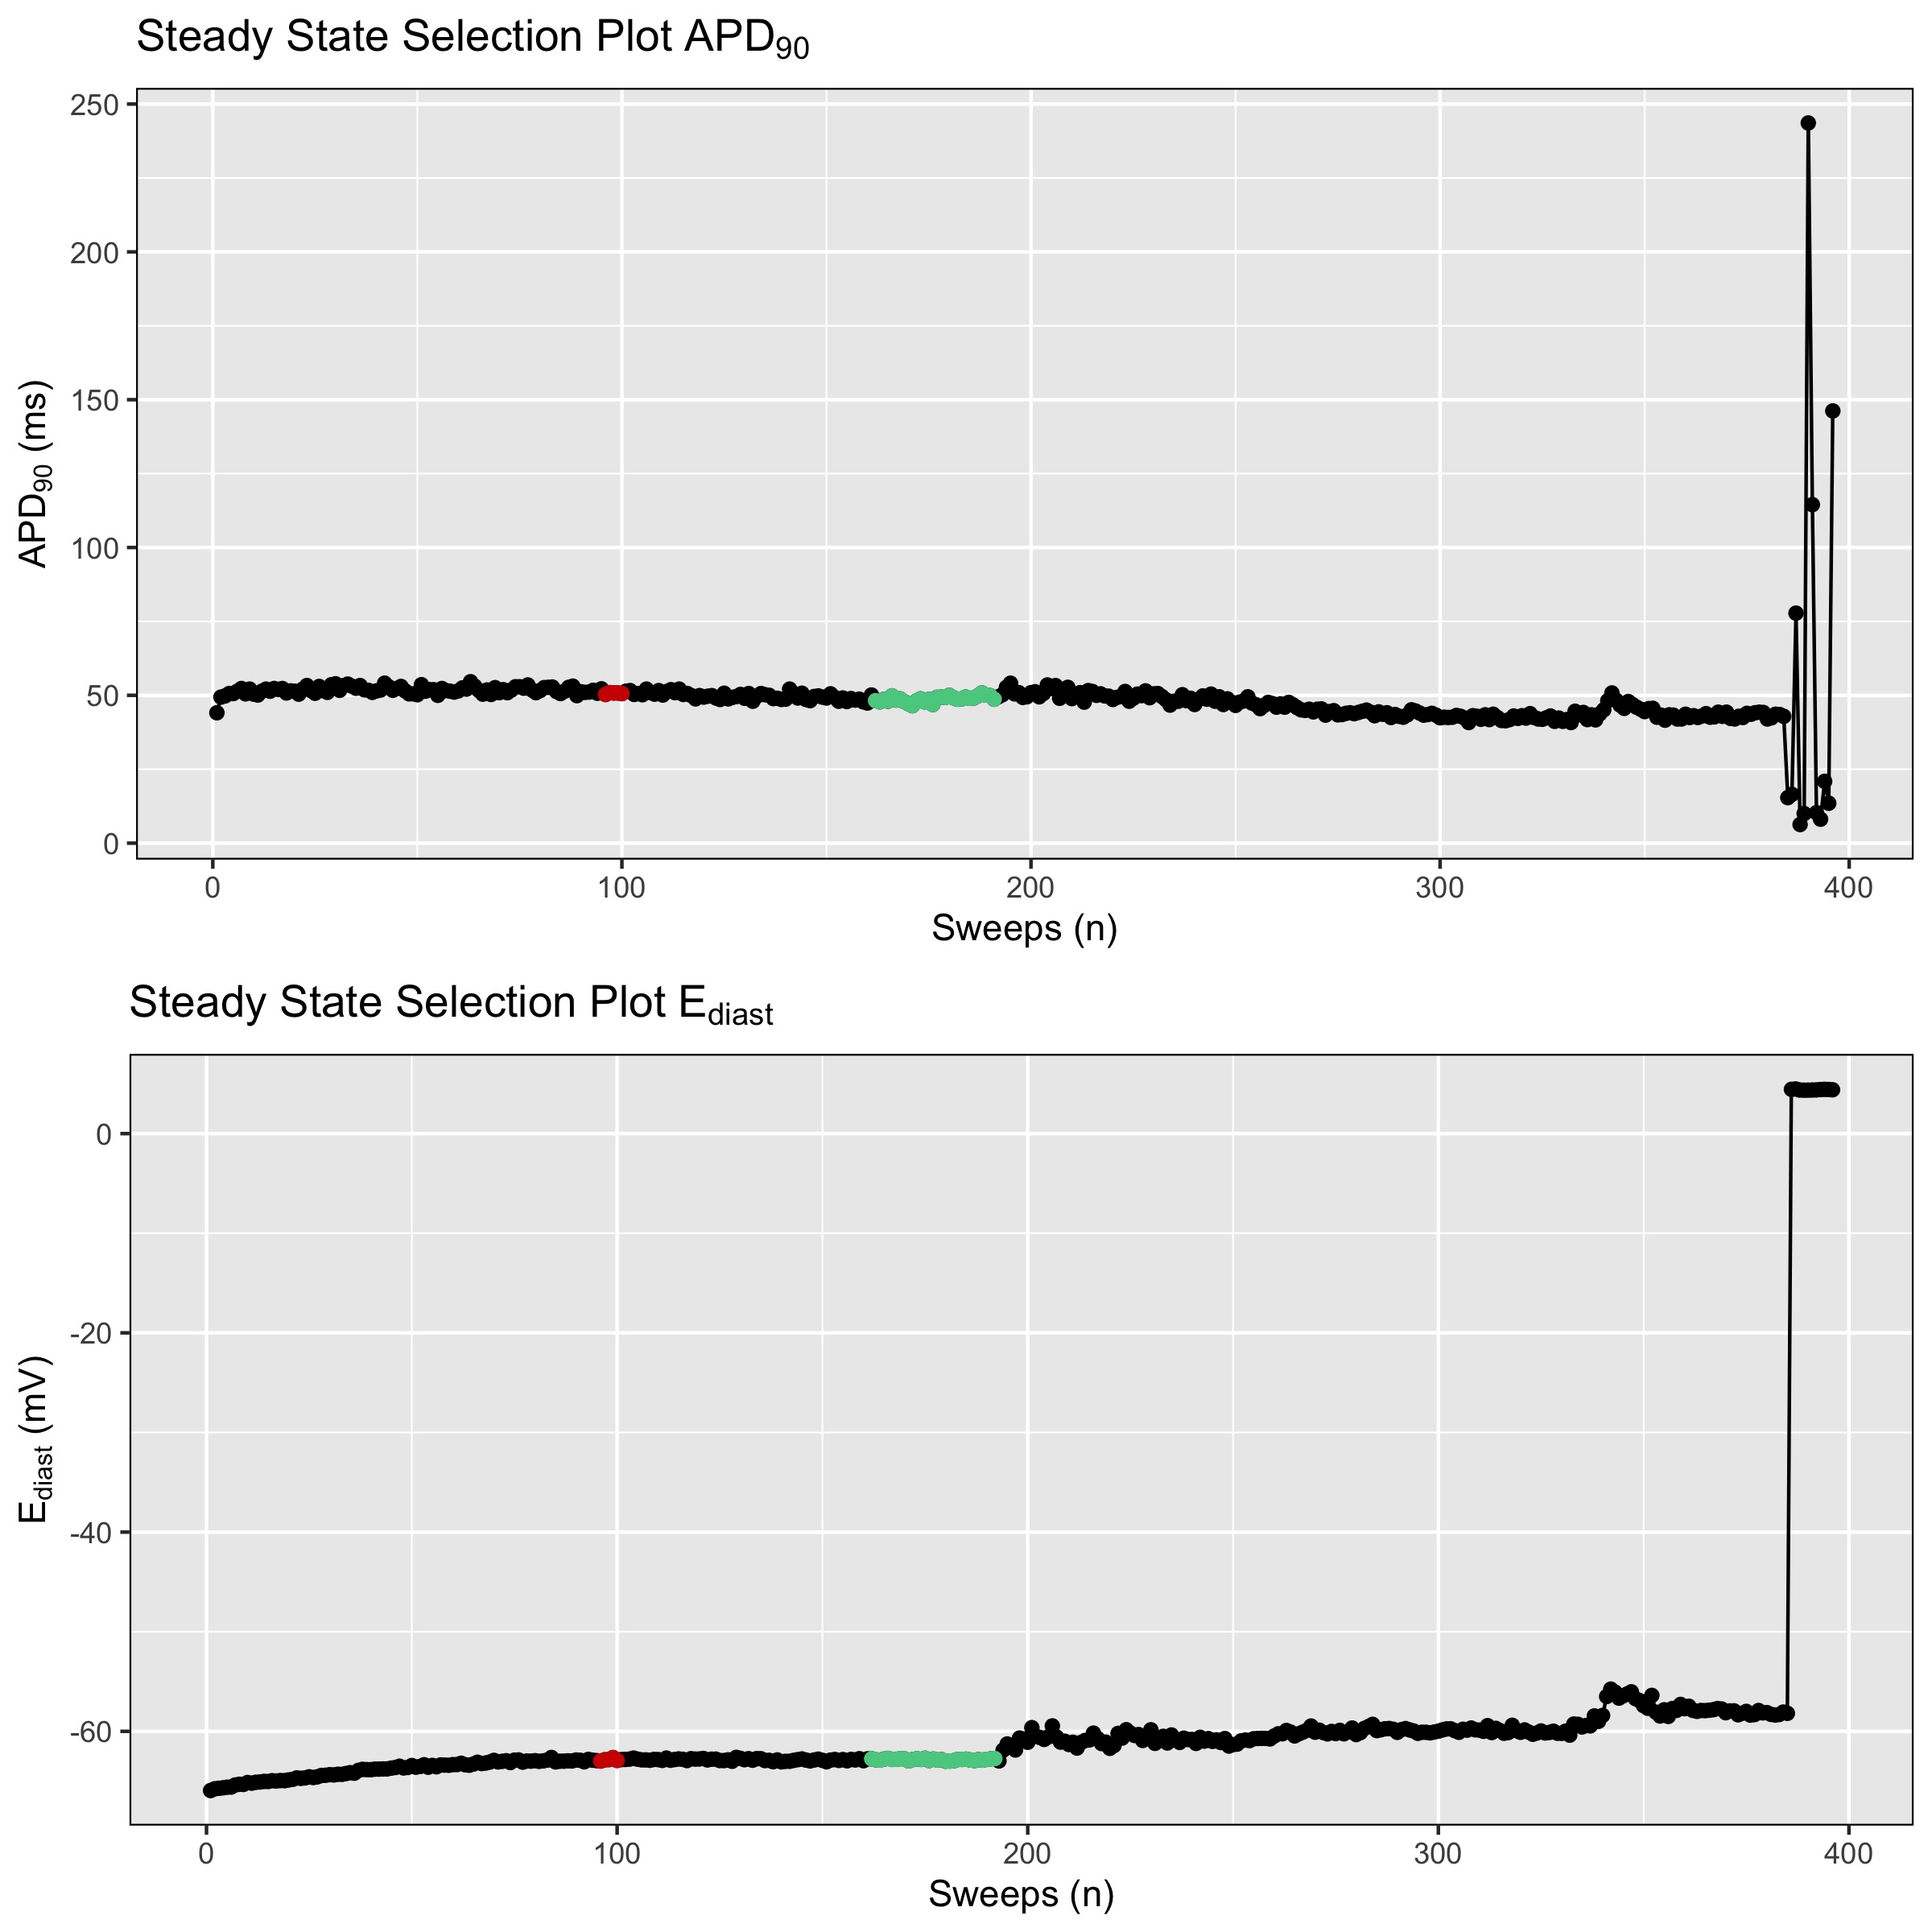 Steady State Selection Plot APD90
250
200
150
100
50
0
APD90 (ms)
0 100 200 300 400
Sweeps (n)
Steady State Selection Plot Ediast
0
-20
-40
-60
Ediast (mV)
0 100 200 300 400
Sweeps (n)